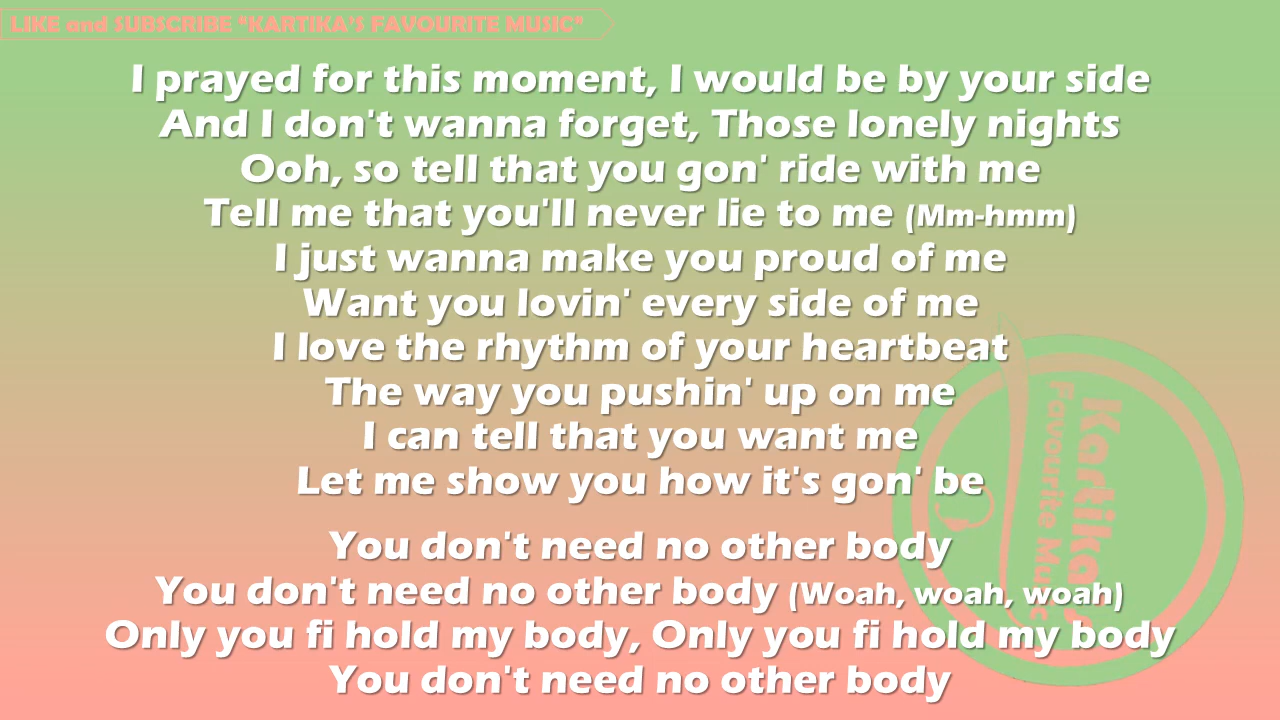 LIKE and SUBSCRIBE "KARTIKA'S FAVOURITE MUSIC"
I prayed for this moment, I would be by your side
And I don't wanna forget, Those lonely nights
Ooh, so tell that you gon' ride with me
Tell me that you'll never lie to me (Mm-hmm)
I just wanna make you proud of me
Want you lovin' every side of me
I love the rhythm of your heartbeat
The way you pushin' up on me
I can tell that you want me
Let me show you how it's gon' be
You don't need no other body
You don't need no other body (Woah, woah, woah)
Only you fi hold my body, Only you fi hold my body
You don't need no other body
Kartika's
Favourite Music